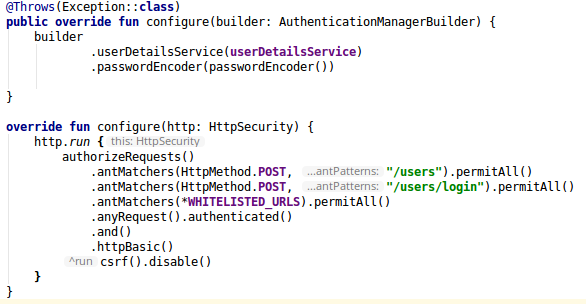 @Throws(Exception::class)
public override fun configure(builder: AuthenticationManagerBuilder) {
    builder
            .userDetailsService(userDetailsService)
            .passwordEncoder(passwordEncoder())
}
override fun configure(http: HttpSecurity) {
    http.run { this: HttpSecurity
        authorizeRequests()
            .antMatchers(HttpMethod.POST, ...antPatterns: "/users").permitAll()
            .antMatchers(HttpMethod.POST, ...antPatterns: "/users/login").permitAll()
            .antMatchers(*WHITELISTED_URLS).permitAll()
            .anyRequest().authenticated()
            .and()
            .httpBasic()
        ^run csrf().disable()
    }
}